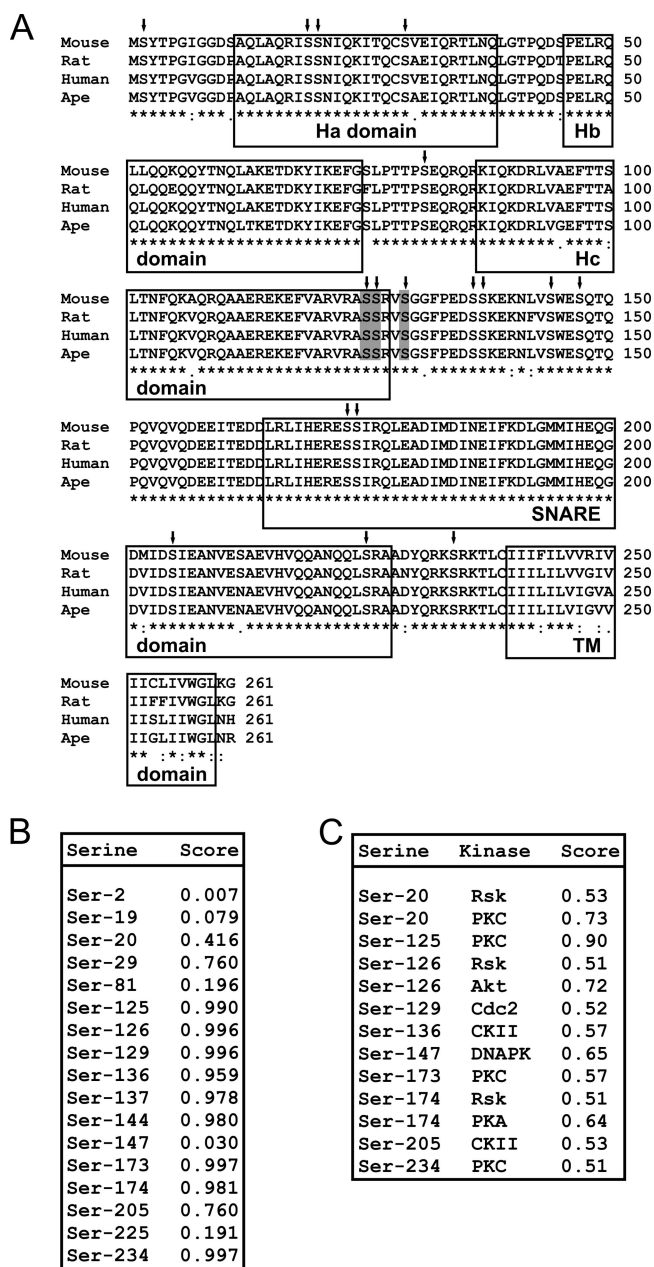 A
Mouse MSYTPGIGGDSAQLAQRISSNIQKITQCSVEIQRTLNQLGTPQDSPELRQ 50
Rat MSYTPGIGGDPAQLAQRISSNIQKITQCSAEIQRTLNQLGTPQDTPELRQ 50
Human MSYTPGVGGDPAQLAQRISSNIQKITQCSVEIQRTLNQLGTPQDSPELRQ 50
Ape MSYTPGVGGDPAQLAQRISSNIQKITQCSAEIQRTLNQLGTPQDSPELRQ 50
******:***.******************.**************:*****
Ha domain Hb
Mouse LLQQKQQYTNQLAKETDKYIKEFGSLPTTPSEQRQRKIQKDRLVAEFTTS 100
Rat QLQQEQQYTNQLAKETDKYIKEFGFLPTTPSEQRQRKIQKDRLVAEFTTA 100
Human QLQQKQQYTNQLAKETDKYIKEFGSLPTTPSEQRQRKIQKDRLVAEFTTA 100
Ape QLQQKQQYTNQLAKETDKYIKEFGSLPTTPSEQRQRKIQKDRLVGEFTTA 100
domain Hc
Mouse LTNFQKAQRQAAEREKEFVARVRASSRVSGGFPEDSSKEKNLVSWESQTQ 150
Rat LTNFQKVQRQAAEREKEFVARVRASSRVSGGFPEDSSKEKNFVSWESQTQ 150
Human LTNFQKVQRQAAEREKEFVARVRASSRVSGSFPEDSSKERNLVSWESQTQ 150
Ape LTNFQKVQRQAAEREKEFVARVRASSRVSGSFPEDSSKERNLVSWESQTQ 150
******.***********************.********:*:********
domain
Mouse PQVQVQDEEITEDDLRLIHERESSIRQLEADIMDINEIFKDLGMMIHEQG 200
Rat PQVQVQDEEITEDDLRLIHERESSIRQLEADIMDINEIFKDLGMMIHEQG 200
Human PQVQVQDEEITEDDLRLIHERESSIRQLEADIMDINEIFKDLGMMIHEQG 200
Ape PQVQVQDEEITEDDLRLIHERESSIRQLEADIMDINEIFKDLGMMIHEQG 200
**************************************************
SNARE
Mouse DMIDSIEANVESAEVHVQQANQQLSRAADYQRKSRKTLCIIIFILVVRIV 250
Rat DVIDSIEANVESAEVHVQQANQQLSRAANYQRKSRKTLCIIILILVVGIV 250
Human DVIDSIEANVENAEVHVQQANQQLSRAADYQRKSRKTLCIIILILVIGVA 250
Ape DVIDSIEANVENAEVHVQQANQQLSRAADYQRKSRKTLCIIILILVIGVV 250
domain TM
Mouse IICLIVWGLKG 261
Rat IIFFIVWGLKG 261
Human IISLIIWGLNH 261
Ape IIGLIIWGLNR 261
** :*:***::
domain
B
Serine Score
Ser-2 0.007
Ser-19 0.079
Ser-20 0.416
Ser-29 0.760
Ser-81 0.196
Ser-125 0.990
Ser-126 0.996
Ser-129 0.996
Ser-136 0.959
Ser-137 0.978
Ser-144 0.980
Ser-147 0.030
Ser-173 0.997
Ser-174 0.981
Ser-205 0.760
Ser-225 0.191
Ser-234 0.997
C
Serine Kinase Score
Ser-20 Rsk 0.53
Ser-20 PKC 0.73
Ser-125 PKC 0.90
Ser-126 Rsk 0.51
Ser-126 Akt 0.72
Ser-129 Cdc2 0.52
Ser-136 CKII 0.57
Ser-147 DNAPK 0.65
Ser-173 PKC 0.57
Ser-174 Rsk 0.51
Ser-174 PKA 0.64
Ser-205 CKII 0.53
Ser-234 PKC 0.51